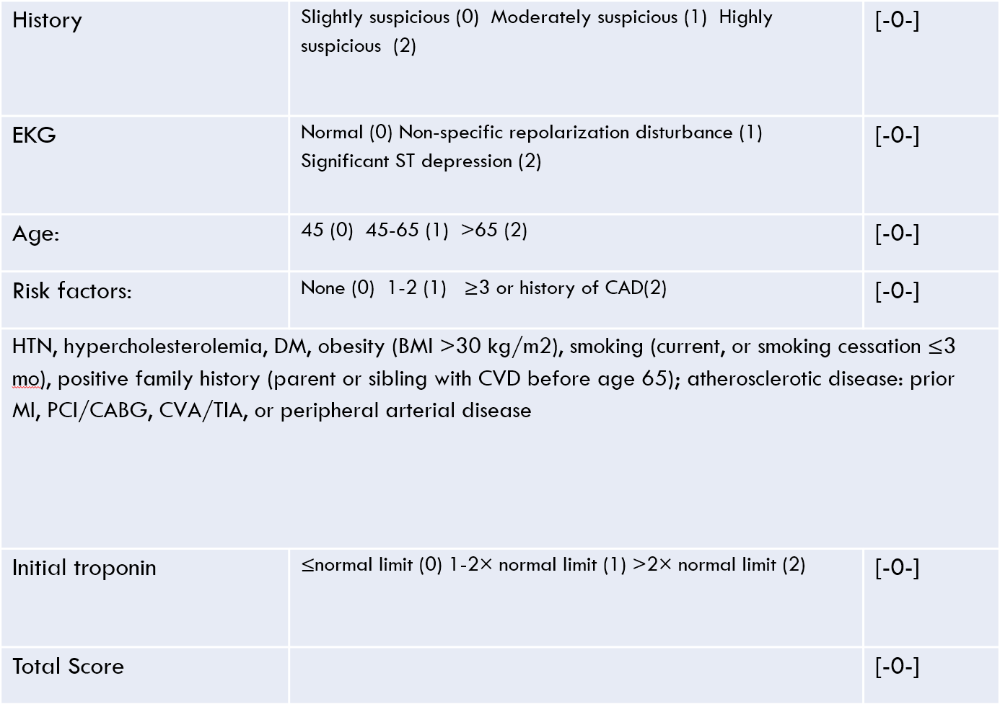 History
Slightly suspicious (0)  Moderately suspicious (1)  Highly
suspicious  (2)
[-0-]
EKG
Normal (0) Non-specific repolarization disturbance (1)
Significant ST depression (2)
[-0-]
Age:
45 (0)  45-65 (1)  >65 (2)
[-0-]
Risk factors:
None (0)  1-2 (1)   ≥3 or history of CAD(2)
[-0-]
HTN, hypercholesterolemia, DM, obesity (BMI >30 kg/m2), smoking (current, or smoking cessation ≤3
mo), positive family history (parent or sibling with CVD before age 65); atherosclerotic disease: prior
MI, PCI/CABG, CVA/TIA, or peripheral arterial disease
Initial troponin
≤normal limit (0) 1-2× normal limit (1) >2× normal limit (2)
[-0-]
Total Score
[-0-]